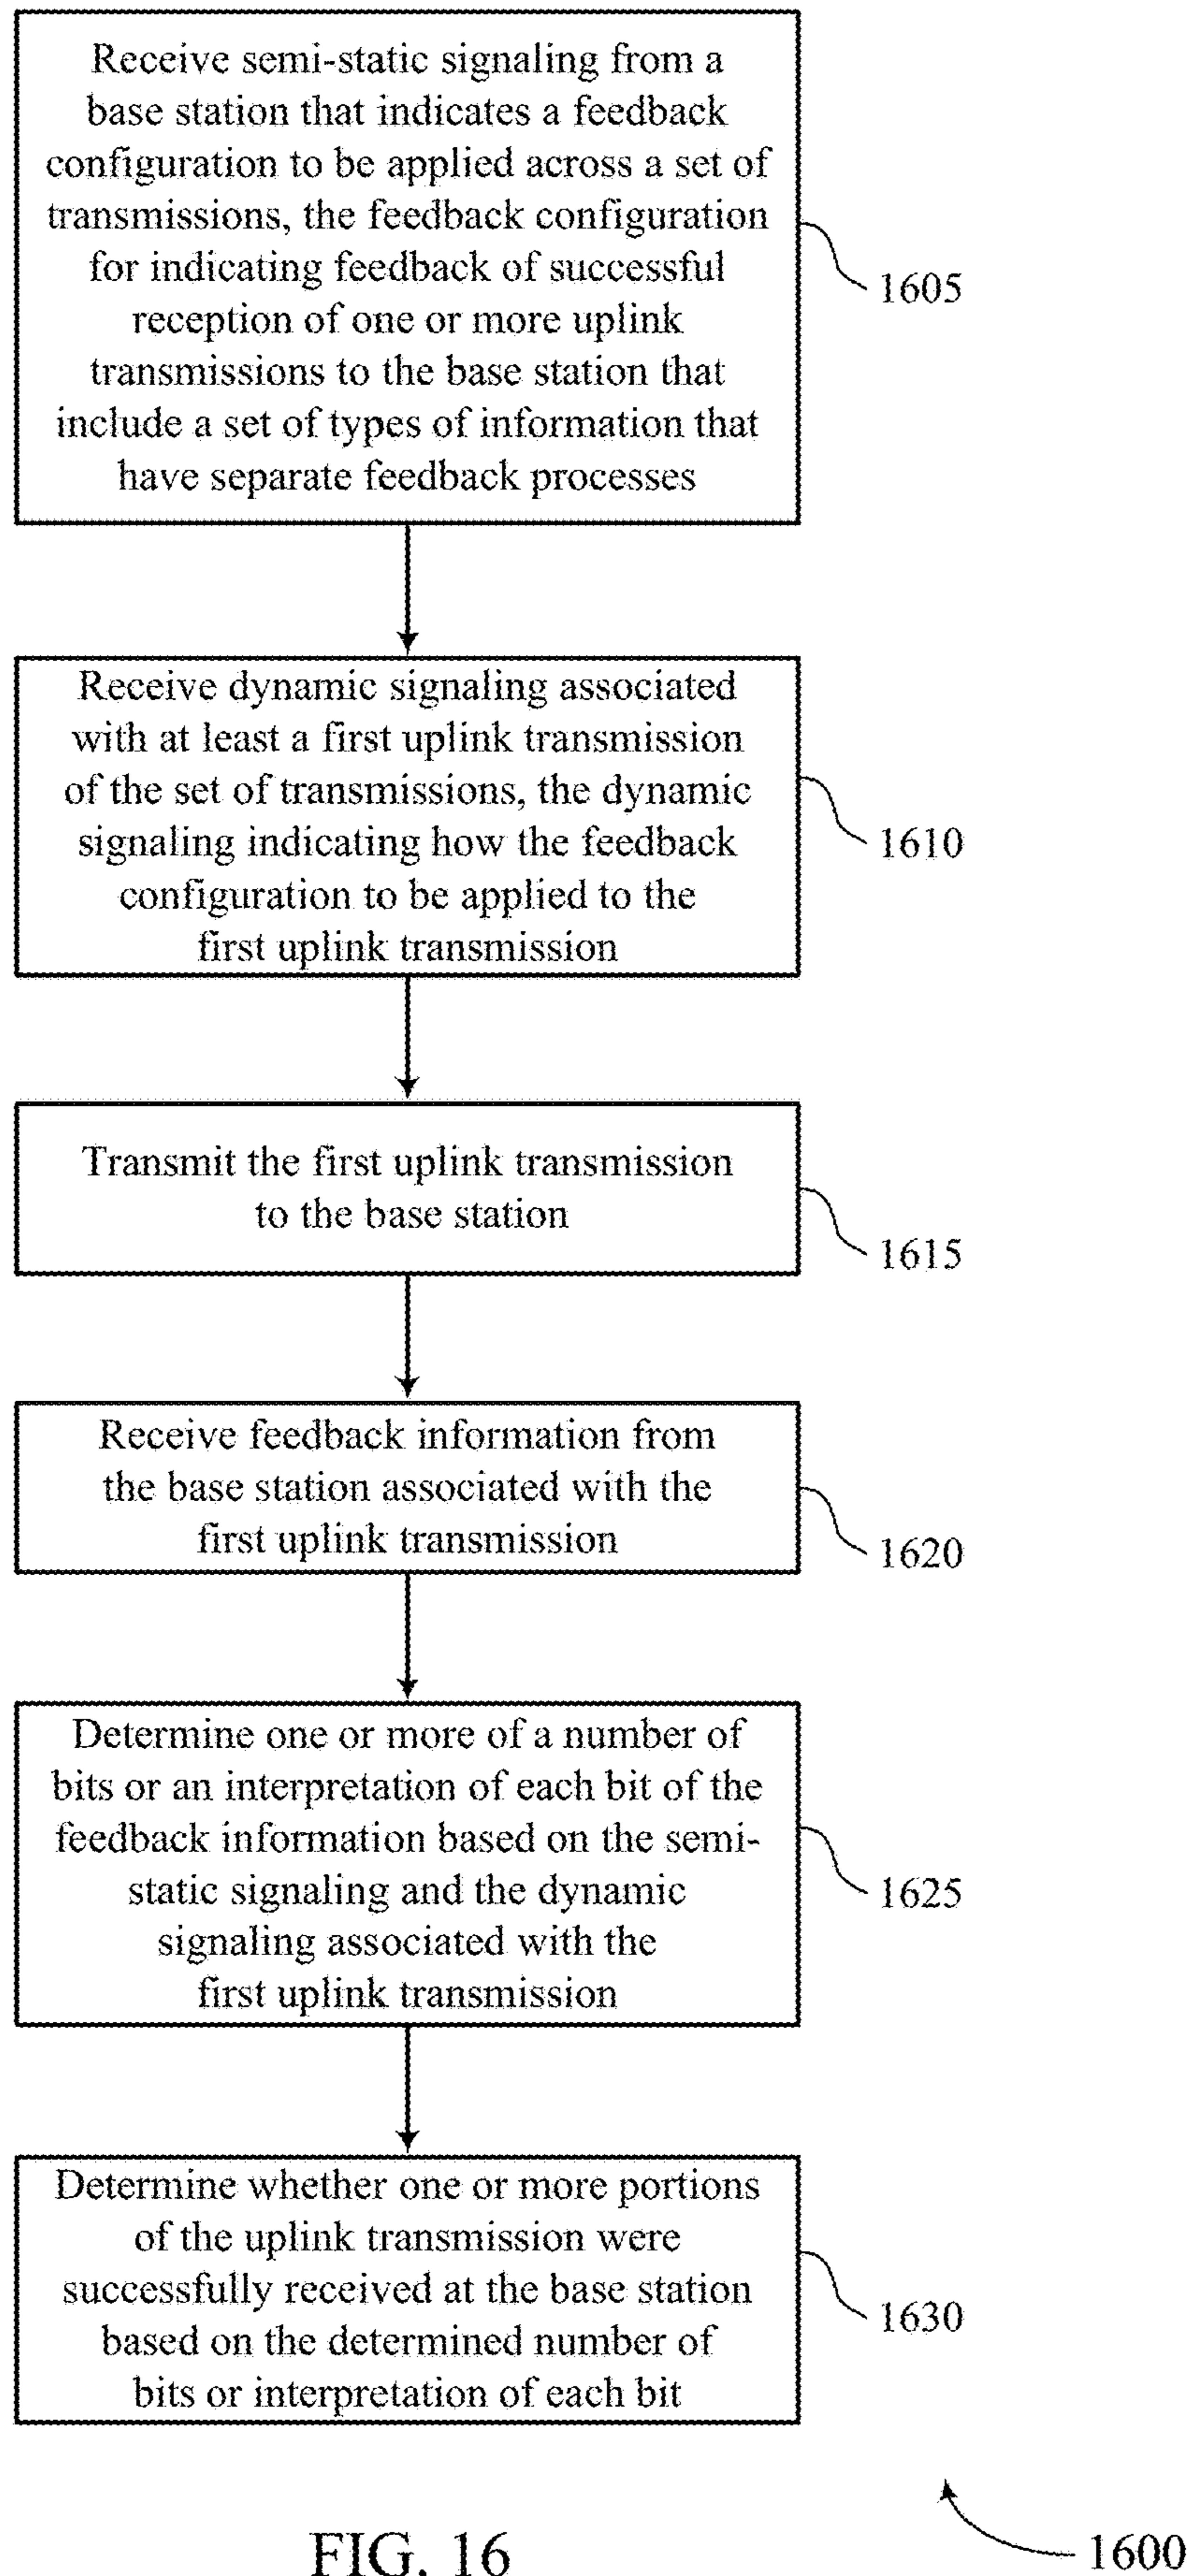 Receive semi-static signaling from a
base station that indicates a feedback
configuration to be applied across a set of
transmissions, the feedback configuration
for indicating feedback of successful
reception of one or more uplink
transmissions to the base station that
include a set of types of information that
have separate feedback processes
1605
Receive dynamic signaling associated
with at least a first uplink transmission
of the set of transmissions, the dynamic
signaling indicating how the feedback
configuration to be applied to the
first uplink transmission
1610
Transmit the first uplink transmission
to the base station
1615
Receive feedback information from
the base station associated with the
first uplink transmission
1620
Determine one or more of a number of
bits or an interpretation of each bit of the
feedback information based on the semi-
static signaling and the dynamic
signaling associated with the
first uplink transmission
1625
Determine whether one or more portions
of the uplink transmission were
successfully received at the base station
based on the determined number of
bits or interpretation of each bit
1630
FIG. 16
1600